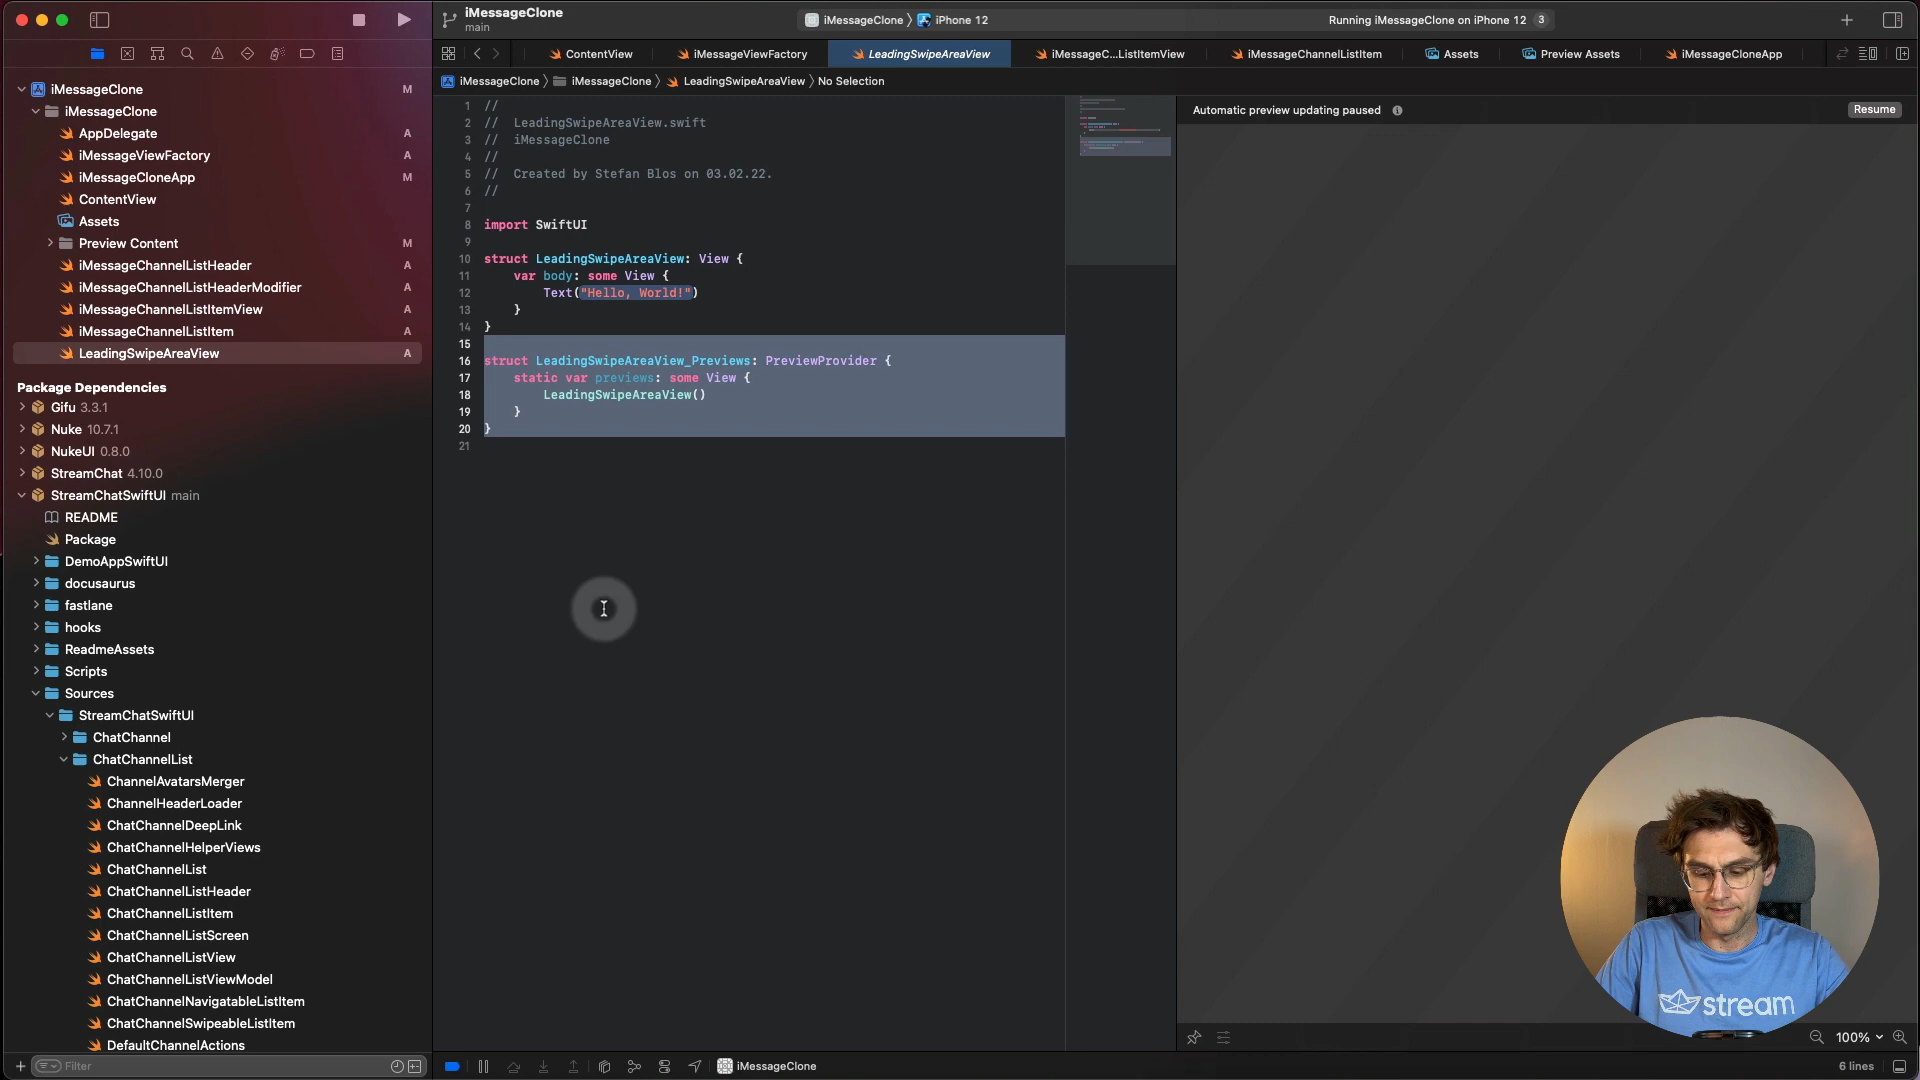 iMessageClone
main
iMessageClone
iPhone 12
Running iMessageClone on iPhone 12
3
ContentView
iMessageViewFactory
LeadingSwipeAreaView
iMessageC...ListItemView
iMessageChannelListItem
Assets
Preview Assets
iMessageCloneApp
iMessageClone
iMessageClone
LeadingSwipeAreaView
No Selection
iMessageClone M
iMessageClone
AppDelegate A
iMessageViewFactory A
iMessageCloneApp M
ContentView
Assets
Preview Content M
iMessageChannelListHeader A
iMessageChannelListHeaderModifier A
iMessageChannelListItemView A
iMessageChannelListItem A
LeadingSwipeAreaView A
Package Dependencies
Gifu 3.3.1
Nuke 10.7.1
NukeUI 0.8.0
StreamChat 4.10.0
StreamChatSwiftUI main
README
Package
DemoAppSwiftUI
docusaurus
fastlane
hooks
ReadmeAssets
Scripts
Sources
StreamChatSwiftUI
ChatChannel
ChatChannelList
ChannelAvatarsMerger
ChannelHeaderLoader
ChatChannelDeepLink
ChatChannelHelperViews
ChatChannelList
ChatChannelListHeader
ChatChannelListItem
ChatChannelListScreen
ChatChannelListView
ChatChannelListViewModel
ChatChannelNavigatableListItem
ChatChannelSwipeableListItem
DefaultChannelActions
Filter
1 //
2 // LeadingSwipeAreaView.swift
3 // iMessageClone
4 //
5 // Created by Stefan Blos on 03.02.22.
6 //
7
8 import SwiftUI
9
10 struct LeadingSwipeAreaView: View {
11 var body: some View {
12 Text("Hello, World!")
13 }
14 }
15
16 struct LeadingSwipeAreaView_Previews: PreviewProvider {
17 static var previews: some View {
18 LeadingSwipeAreaView()
19 }
20 }
21
Automatic preview updating paused
Resume
stream
100%
iMessageClone
6 lines